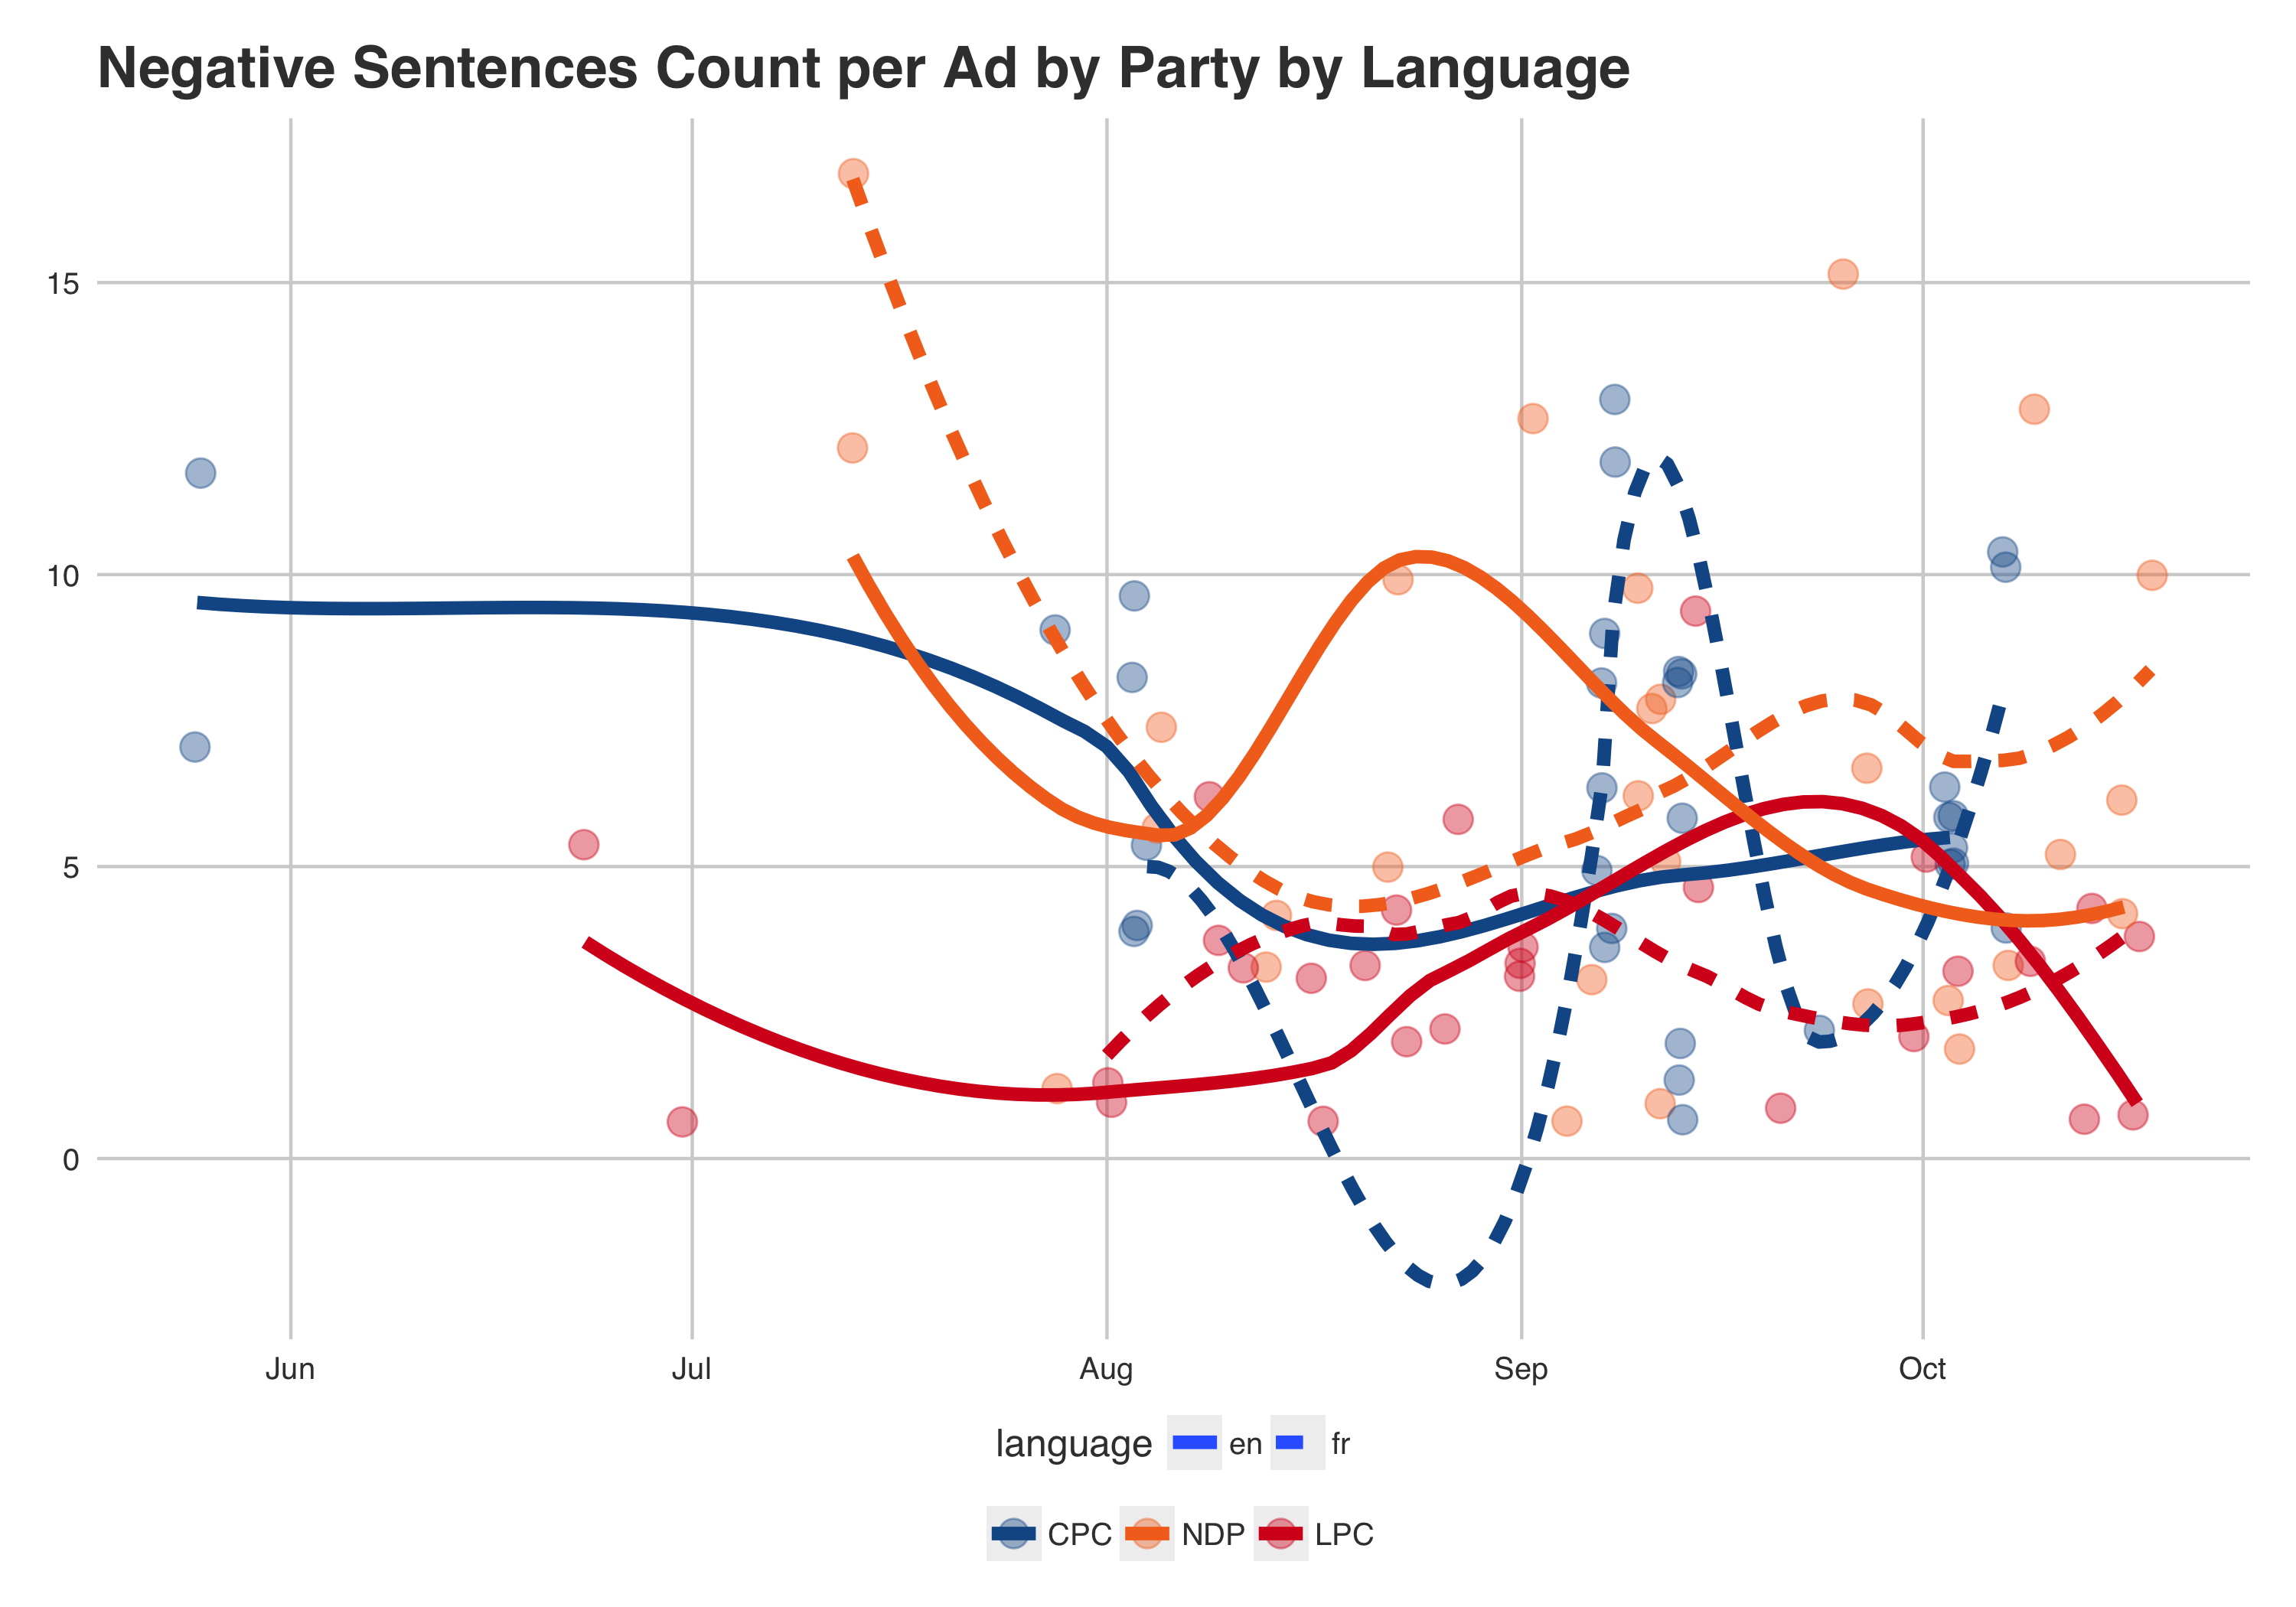 Negative Sentences Count per Ad by Party by Language
15
10
5
0
Jun Jul Aug Sep Oct
language en fr
CPC NDP LPC